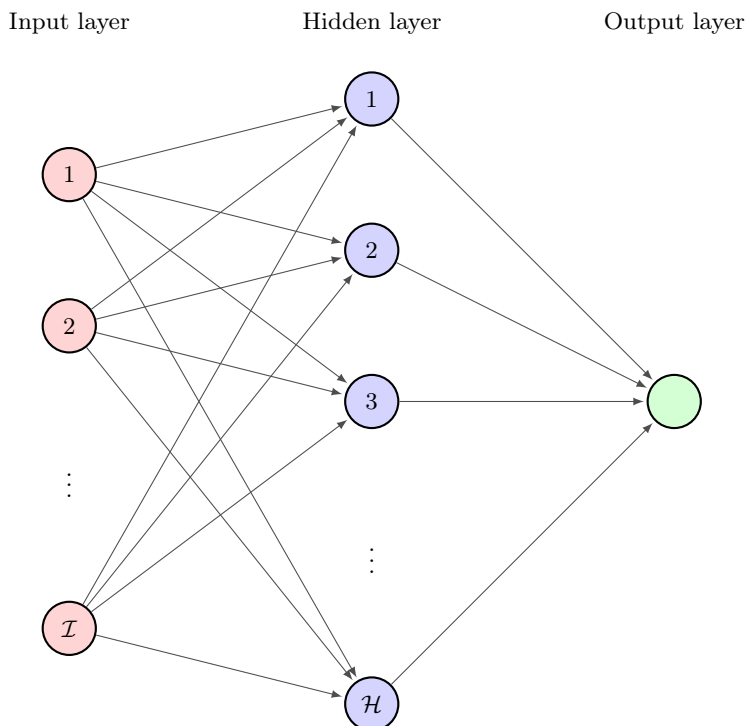 Input layer Hidden layer Output layer
1
1
2
2
3
⋮
⋮
ℐ
ℋ